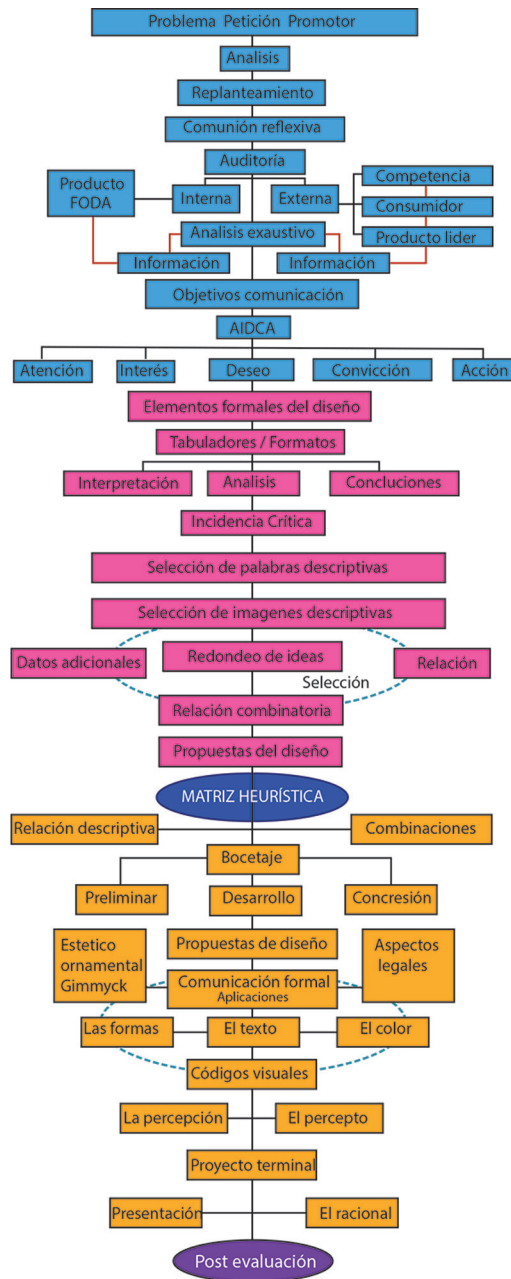 Problema Petición Promotor
Analisis
Replanteamiento
Comunión reflexiva
Auditoría
Producto
FODA
Interna
Externa
Competencia
Consumidor
Producto lider
Analisis exaustivo
Información
Información
Objetivos comunicación
AIDCA
Atención
Interés
Deseo
Convicción
Acción
Elementos formales del diseño
Tabuladores / Formatos
Interpretación
Analisis
Concluciones
Incidencia Crítica
Selección de palabras descriptivas
Selección de imagenes descriptivas
Datos adicionales
Redondeo de ideas
Relación
Selección
Relación combinatoria
Propuestas del diseño
MATRIZ HEURÍSTICA
Relación descriptiva
Combinaciones
Bocetaje
Preliminar
Desarrollo
Concresión
Estetico
ornamental
Gimmyck
Propuestas de diseño
Aspectos
legales
Comunicación formal
Aplicaciones
Las formas
El texto
El color
Códigos visuales
La percepción
El percepto
Proyecto terminal
Presentación
El racional
Post evaluación